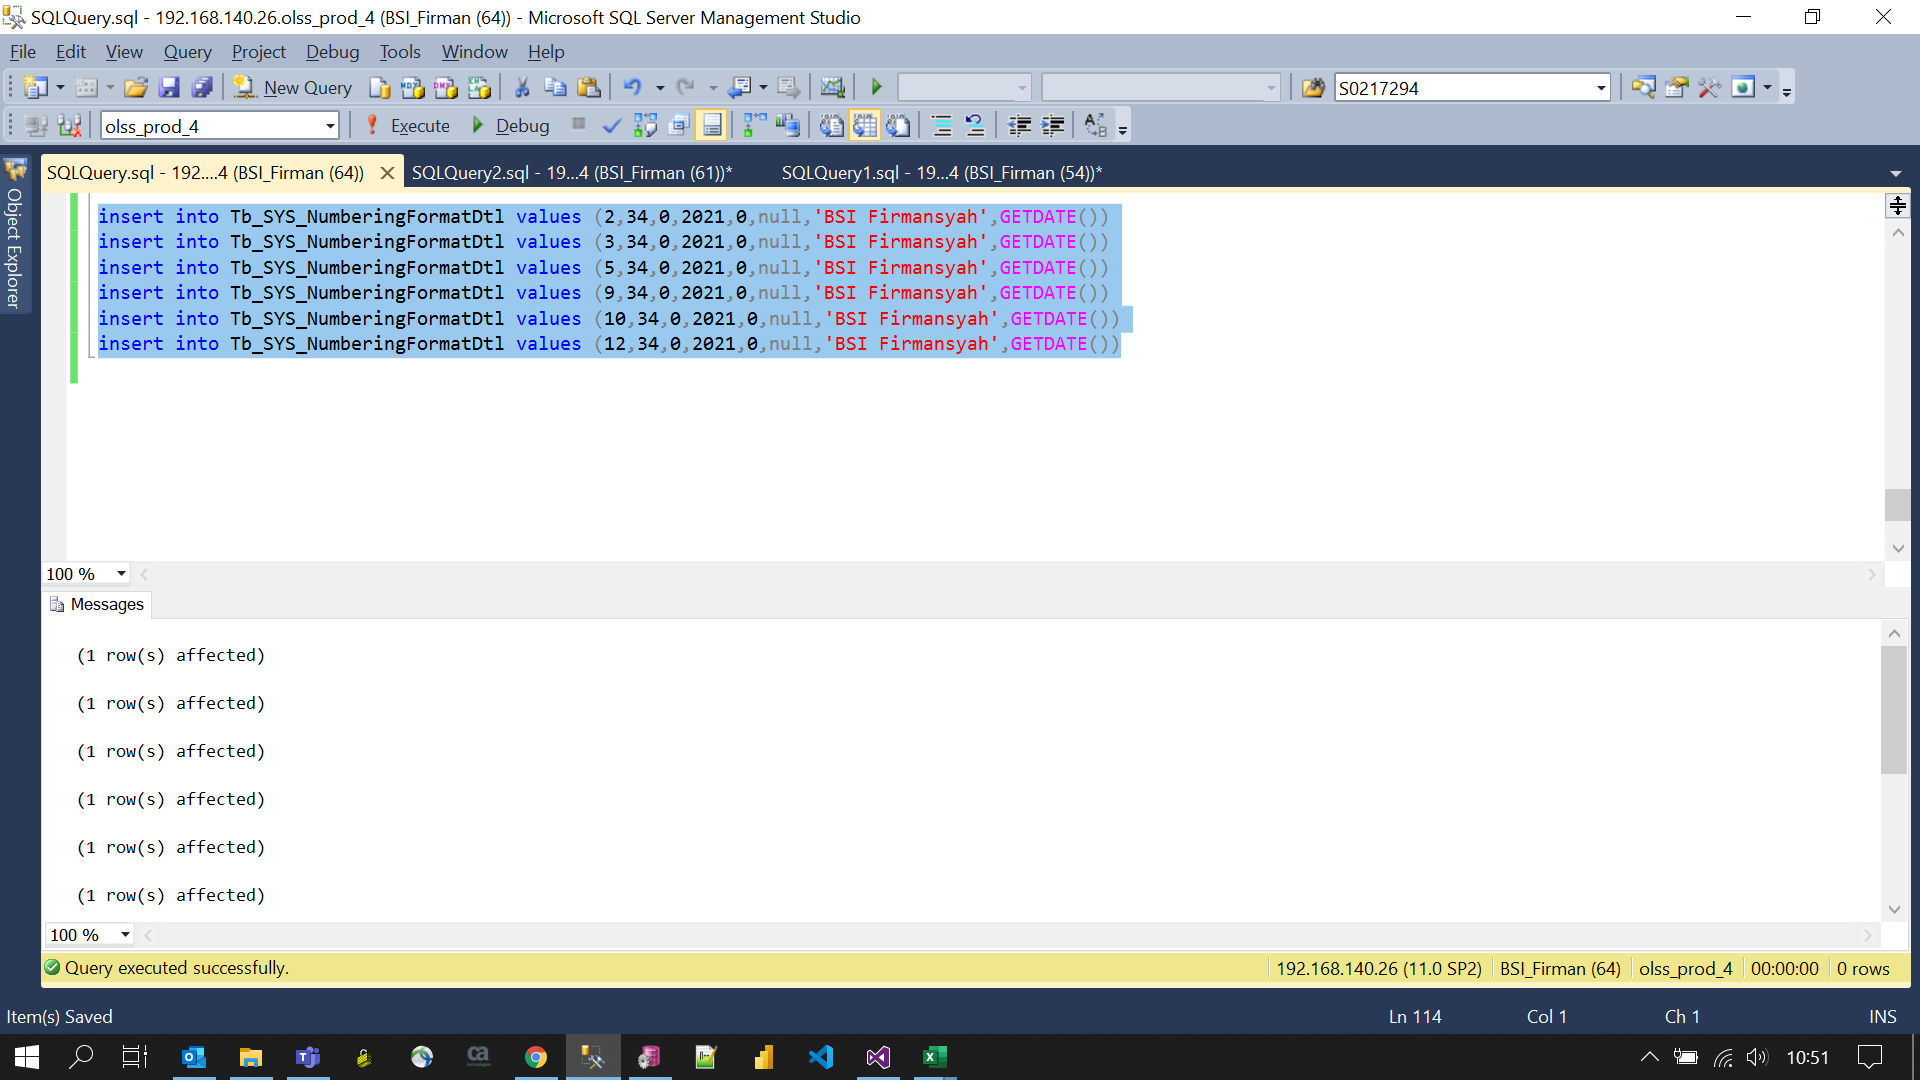 SQLQuery.sql - 192.168.140.26.olss_prod_4 (BSI_Firman (64)) - Microsoft SQL Server Management Studio
File Edit View Query Project Debug Tools Window Help
New Query S0217294
olss_prod_4 Execute Debug
SQLQuery.sql - 192....4 (BSI_Firman (64)) SQLQuery2.sql - 19...4 (BSI_Firman (61))* SQLQuery1.sql - 19...4 (BSI_Firman (54))*
Object Explorer
insert into Tb_SYS_NumberingFormatDtl values (2,34,0,2021,0,null,'BSI Firmansyah',GETDATE())
insert into Tb_SYS_NumberingFormatDtl values (3,34,0,2021,0,null,'BSI Firmansyah',GETDATE())
insert into Tb_SYS_NumberingFormatDtl values (5,34,0,2021,0,null,'BSI Firmansyah',GETDATE())
insert into Tb_SYS_NumberingFormatDtl values (9,34,0,2021,0,null,'BSI Firmansyah',GETDATE())
insert into Tb_SYS_NumberingFormatDtl values (10,34,0,2021,0,null,'BSI Firmansyah',GETDATE())
insert into Tb_SYS_NumberingFormatDtl values (12,34,0,2021,0,null,'BSI Firmansyah',GETDATE())
100 %
Messages
(1 row(s) affected)
(1 row(s) affected)
(1 row(s) affected)
(1 row(s) affected)
(1 row(s) affected)
(1 row(s) affected)
100 %
Query executed successfully. 192.168.140.26 (11.0 SP2) BSI_Firman (64) olss_prod_4 00:00:00 0 rows
Item(s) Saved Ln 114 Col 1 Ch 1 INS
ca
10:51